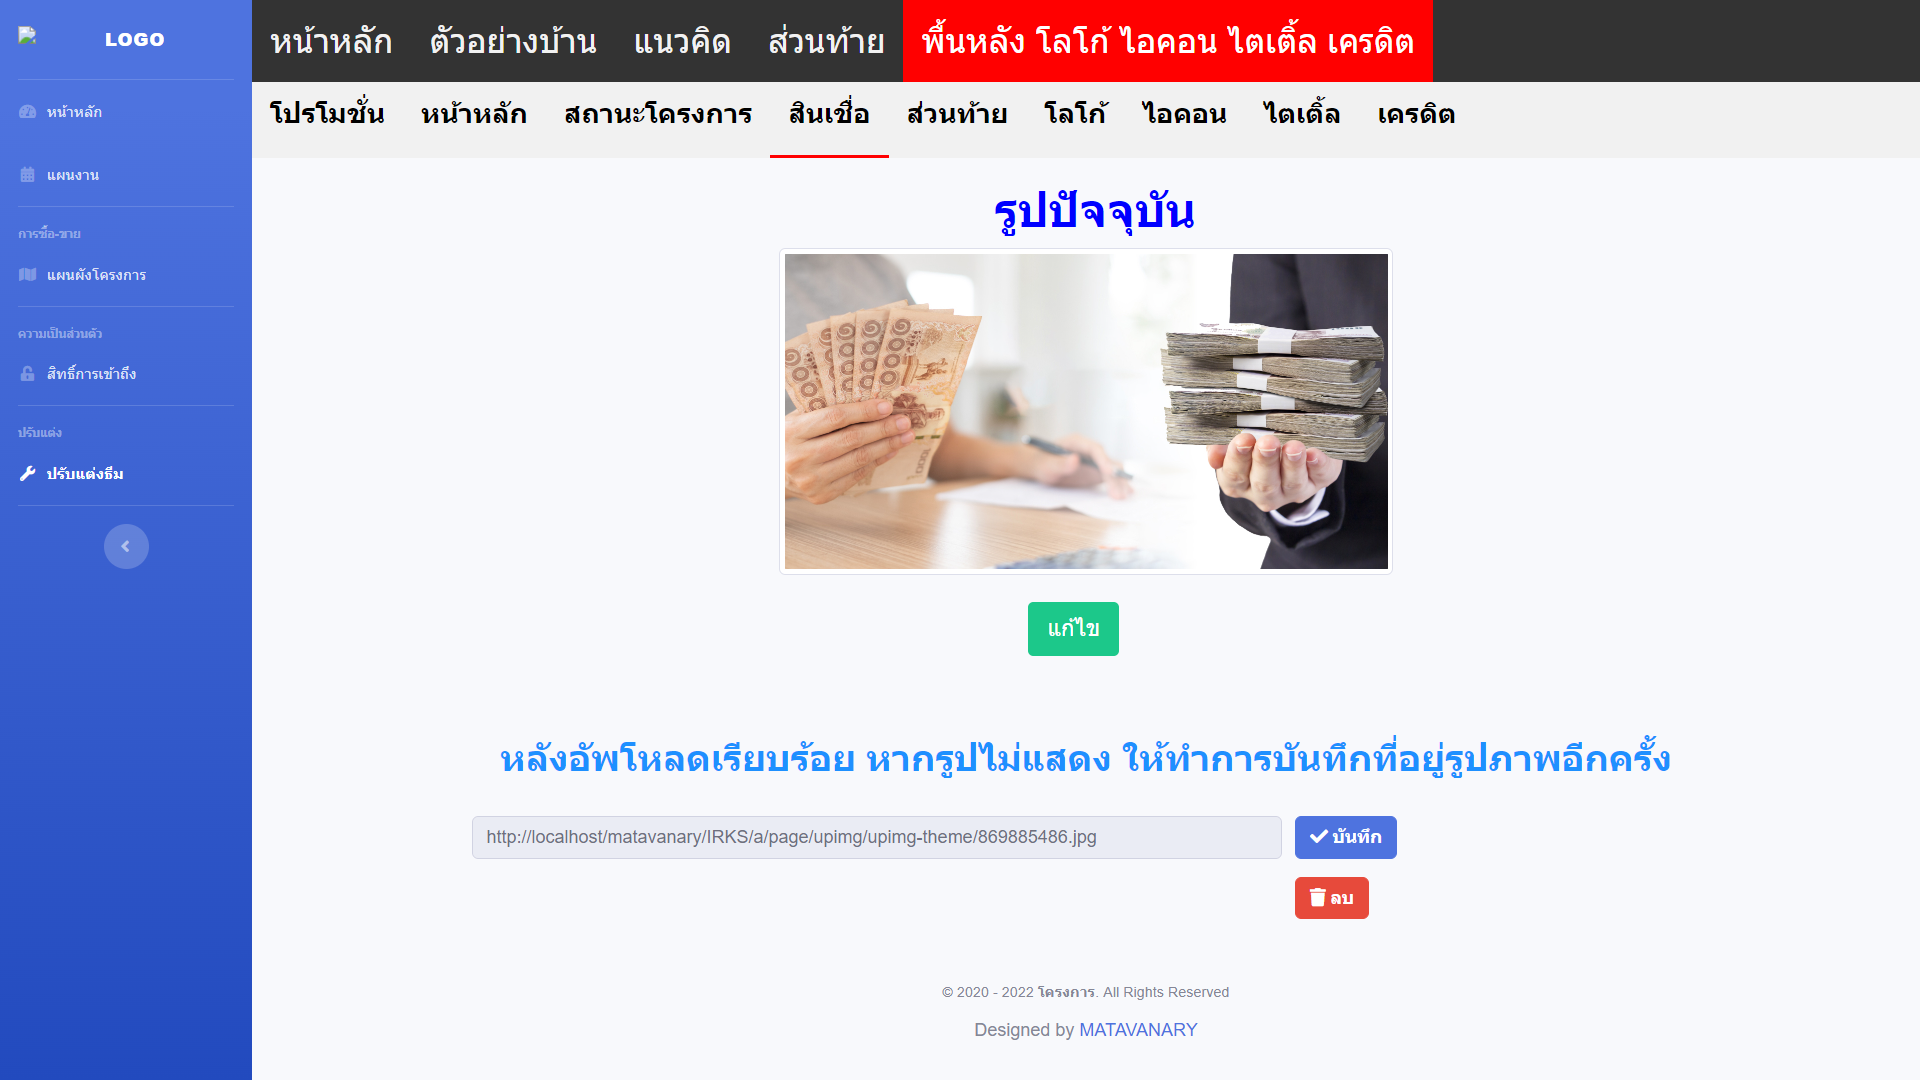 LOGO
หน้าหลัก
แผนงาน
การซื้อ-ขาย
แผนผังโครงการ
ความเป็นส่วนตัว
สิทธิ์การเข้าถึง
ปรับแต่ง
ปรับแต่งธีม
หน้าหลัก ตัวอย่างบ้าน แนวคิด ส่วนท้าย พื้นหลัง โลโก้ ไอคอน ไตเติ้ล เครดิต
โปรโมชั่น หน้าหลัก สถานะโครงการ สินเชื่อ ส่วนท้าย โลโก้ ไอคอน ไตเติ้ล เครดิต
รูปปัจจุบัน
แก้ไข
หลังอัพโหลดเรียบร้อย หากรูปไม่แสดง ให้ทำการบันทึกที่อยู่รูปภาพอีกครั้ง
http://localhost/matavanary/IRKS/a/page/upimg/upimg-theme/869885486.jpg
บันทึก
ลบ
© 2020 - 2022 โครงการ. All Rights Reserved
Designed by MATAVANARY